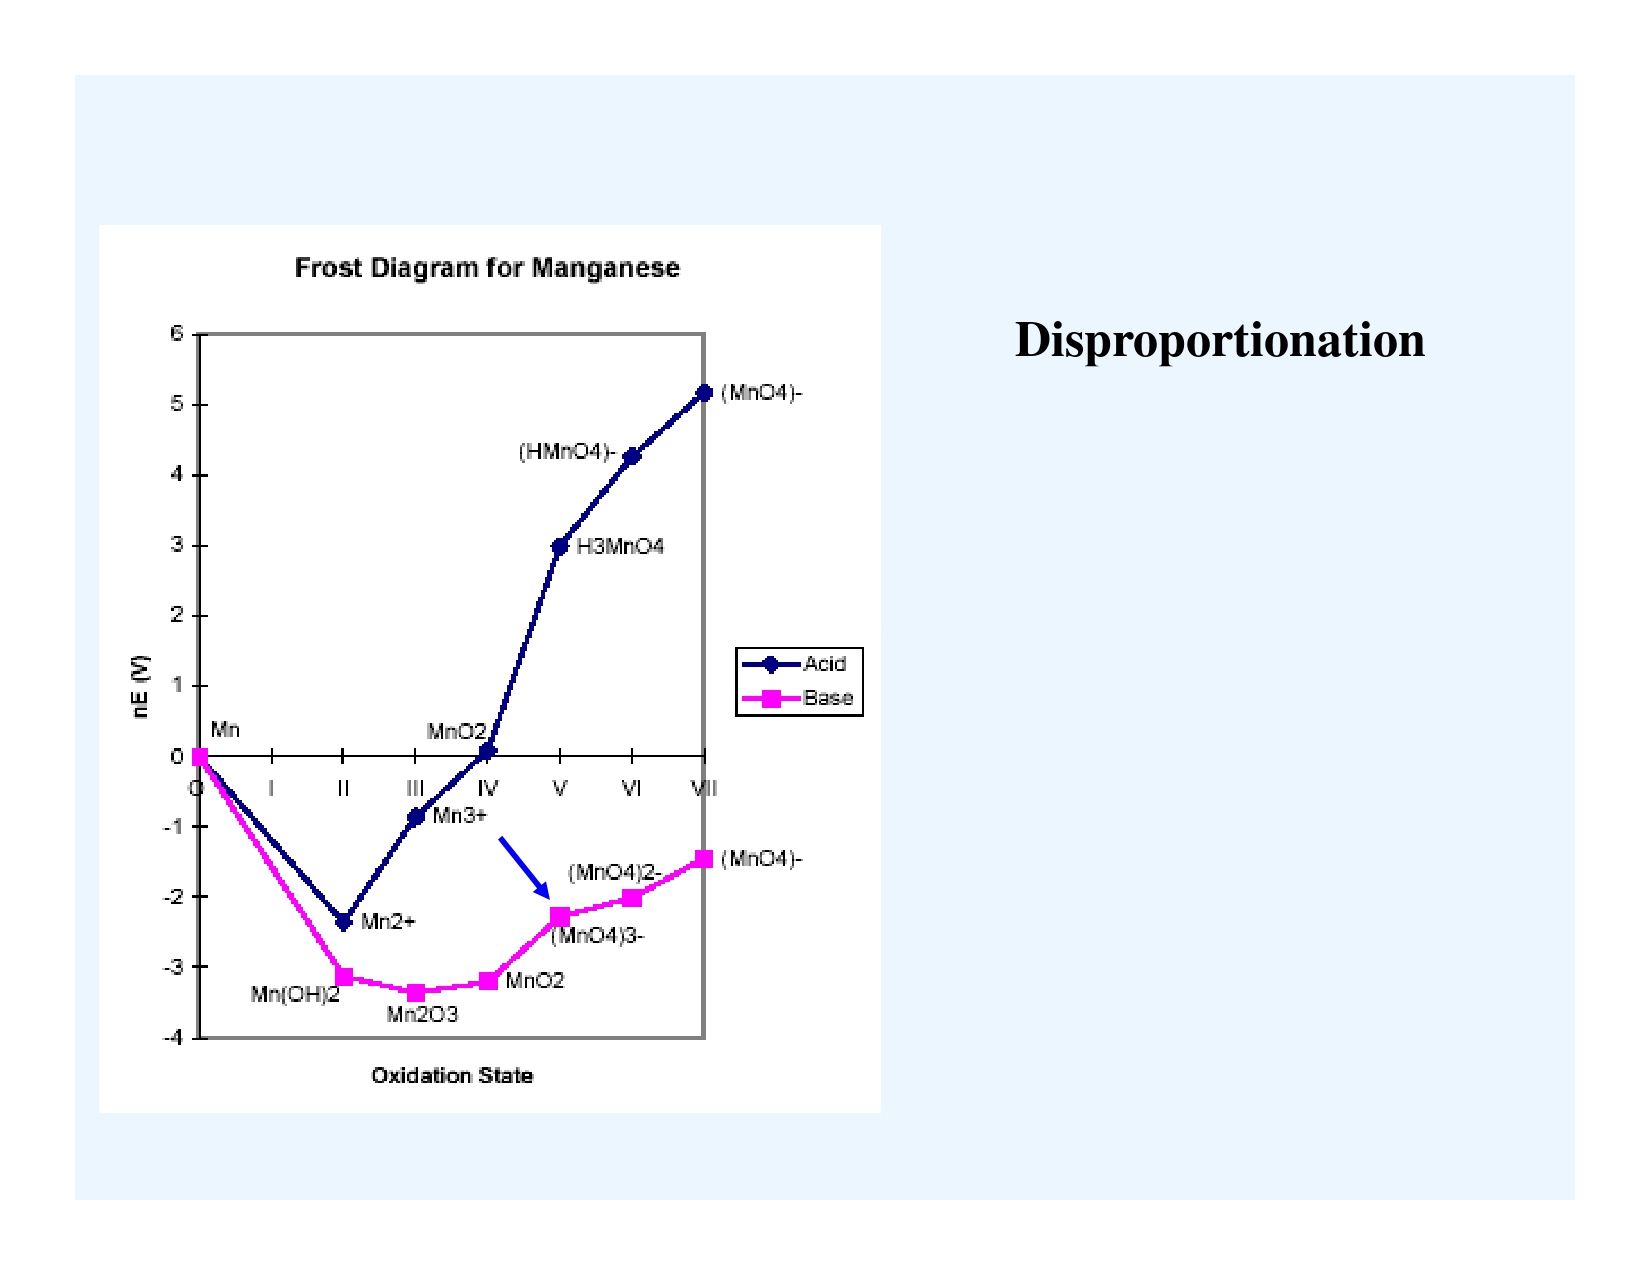 Frost Diagram for Manganese
Disproportionation
6
5
4
3
2
1
0
-1
-2
-3
-4
nE (V)
0 I II III IV V VI VII
Oxidation State
(MnO4)-
(HMnO4)-
H3MnO4
MnO2
Mn
Mn3+
Mn2+
(MnO4)2-
(MnO4)-
(MnO4)3-
MnO2
Mn(OH)2
Mn2O3
Acid
Base